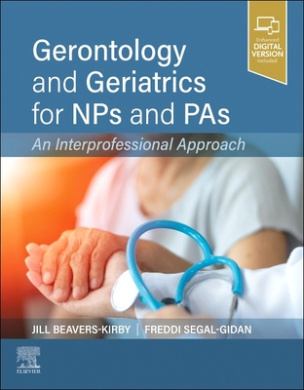 Enhanced
DIGITAL
VERSION
Included
Gerontology
and Geriatrics
for NPs and PAs
An Interprofessional Approach
JILL BEAVERS-KIRBY | FREDDI SEGAL-GIDAN
ELSEVIER